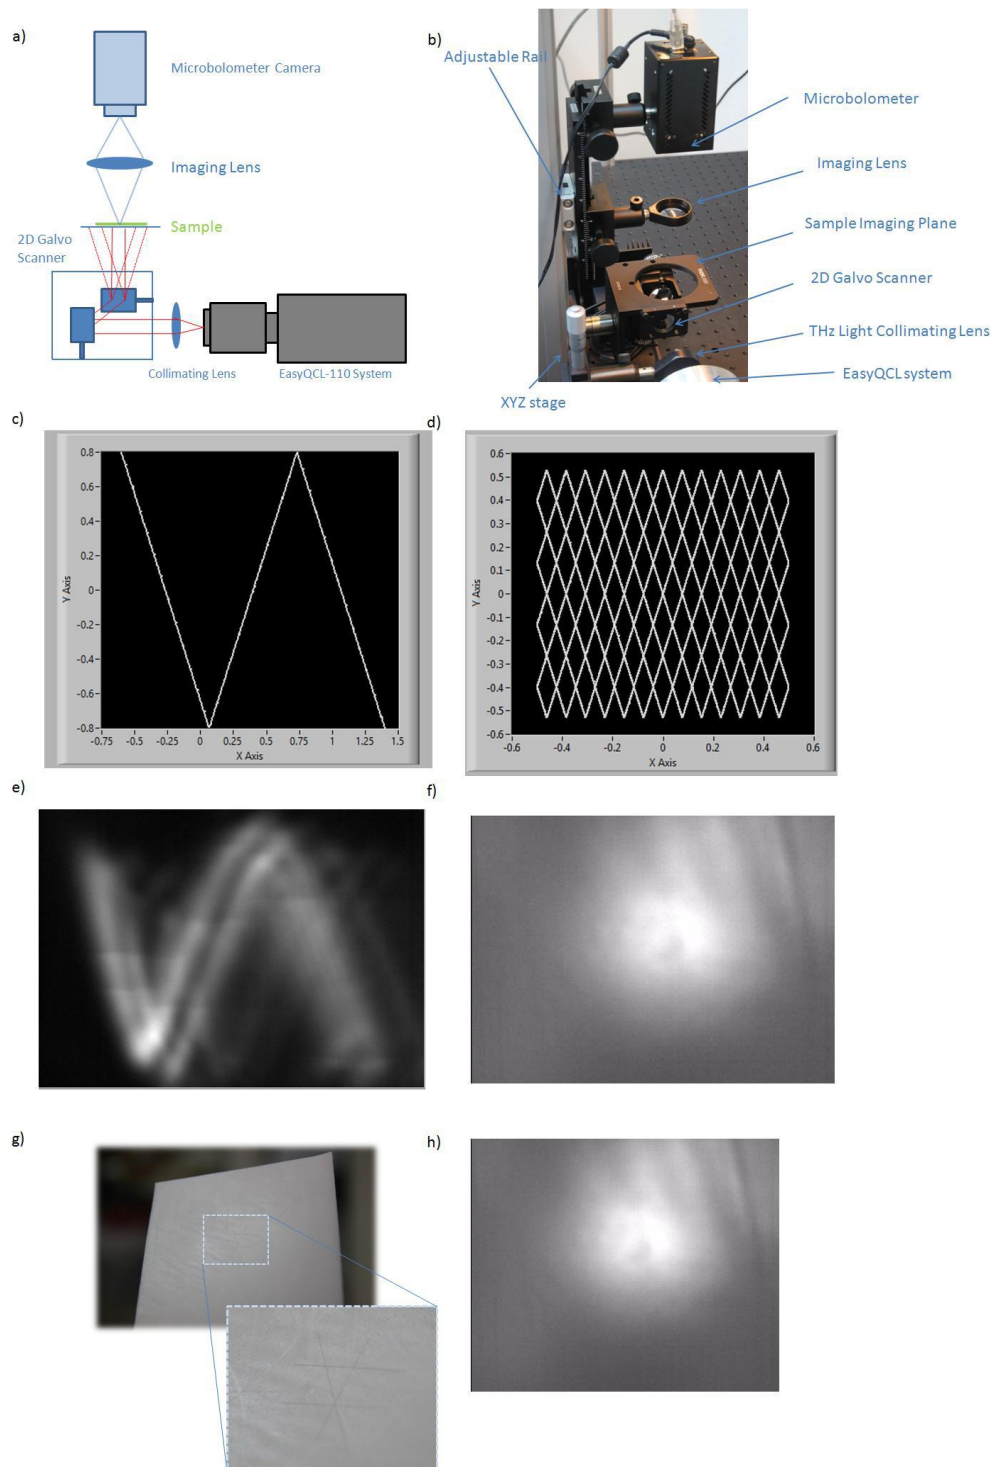 a)
Microbolometer Camera
Imaging Lens
Sample
2D Galvo
Scanner
Collimating Lens
EasyQCL-110 System
b)
Adjustable Rail
Microbolometer
Imaging Lens
Sample Imaging Plane
2D Galvo Scanner
THz Light Collimating Lens
EasyQCL system
XYZ stage
c)
0.8
0.6
0.4
0.2
0
-0.2
-0.4
-0.6
-0.8
Y Axis
-0.75 -0.5 -0.25 0 0.25 0.5 0.75 1 1.25 1.5
X Axis
d)
0.6
0.5
0.4
0.3
0.2
0.1
0
-0.1
-0.2
-0.3
-0.4
-0.5
-0.6
Y Axis
-0.6 -0.4 -0.2 0 0.2 0.4 0.6
X Axis
e)
f)
g)
h)